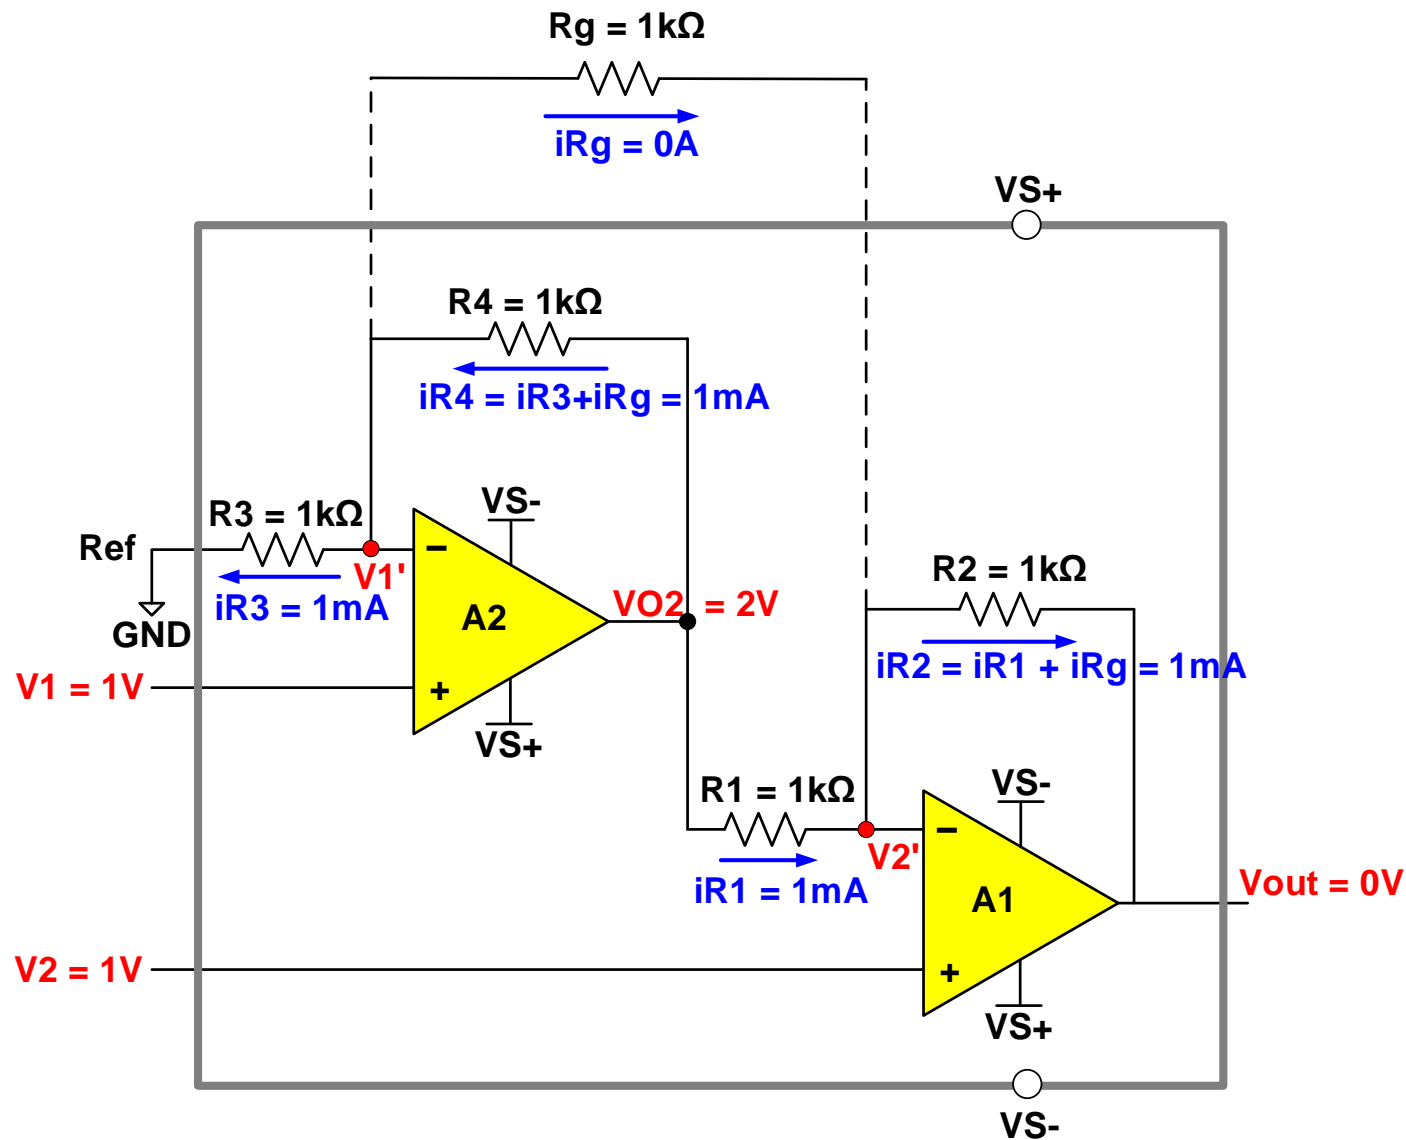 Rg = 1kΩ
iRg = 0A
VS+
R4 = 1kΩ
iR4 = iR3+iRg = 1mA
VS-
R3 = 1kΩ
Ref
−
V1'
iR3 = 1mA
GND
A2
VO2 = 2V
R2 = 1kΩ
iR2 = iR1 + iRg = 1mA
V1 = 1V
+
VS+
R1 = 1kΩ
VS-
−
V2'
iR1 = 1mA
A1
Vout = 0V
V2 = 1V
+
VS+
VS-